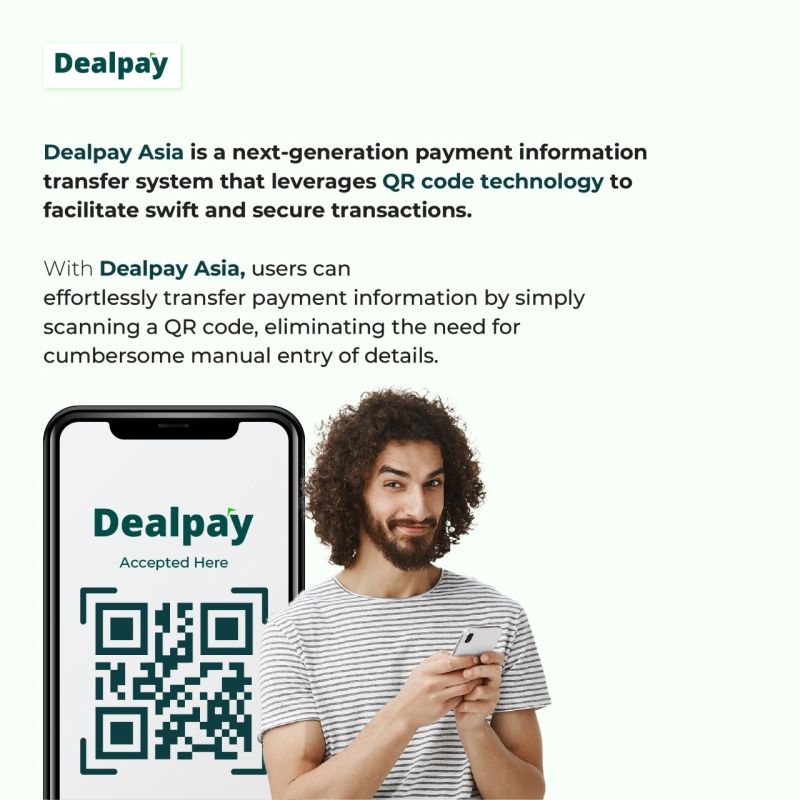 Dealpay
Dealpay Asia is a next-generation payment information
transfer system that leverages QR code technology to
facilitate swift and secure transactions.
With Dealpay Asia, users can
effortlessly transfer payment information by simply
scanning a QR code, eliminating the need for
cumbersome manual entry of details.
Dealpay
Accepted Here